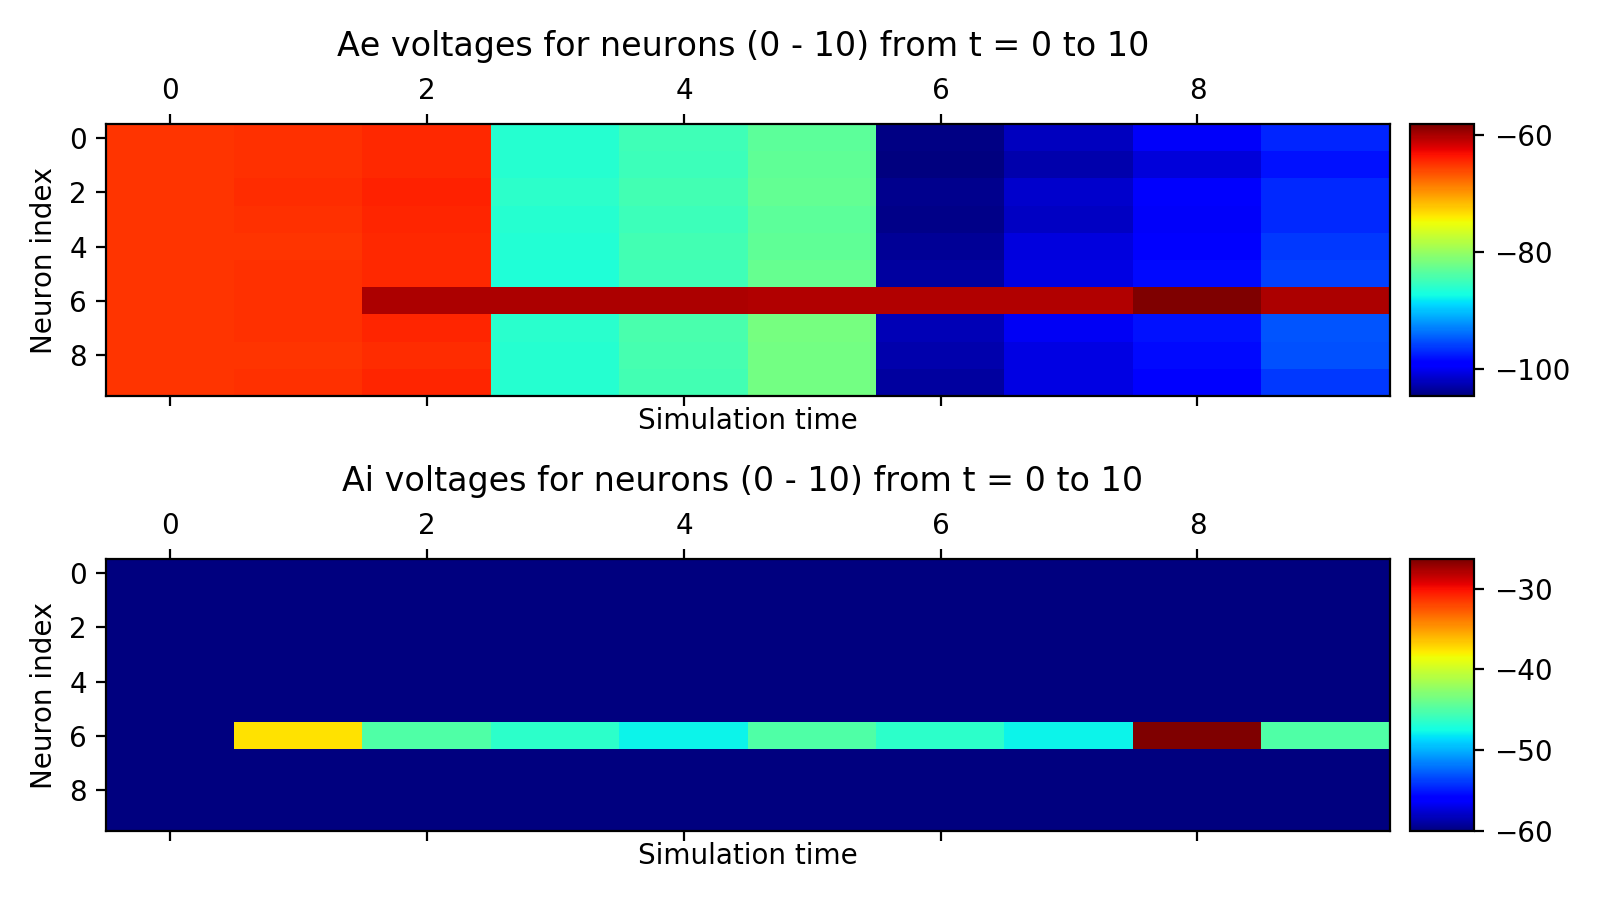 Ae voltages for neurons (0 - 10) from t = 0 to 10
0 2 4 6 8
Neuron index
0
2
4
6
8
Simulation time
−60
−80
−100
Ai voltages for neurons (0 - 10) from t = 0 to 10
0 2 4 6 8
Neuron index
0
2
4
6
8
Simulation time
−30
−40
−50
−60